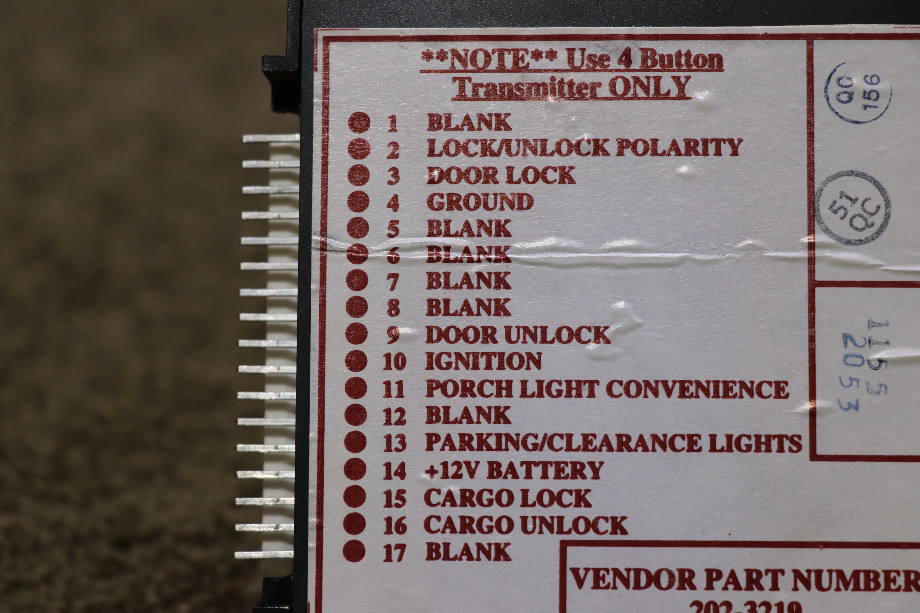 **NOTE** Use 4 Button
Transmitter ONLY
1 BLANK
2 LOCK/UNLOCK POLARITY
3 DOOR LOCK
4 GROUND
5 BLANK
6 BLANK
7 BLANK
8 BLANK
9 DOOR UNLOCK
10 IGNITION
11 PORCH LIGHT CONVENIENCE
12 BLANK
13 PARKING/CLEARANCE LIGHTS
14 +12V BATTERY
15 CARGO LOCK
16 CARGO UNLOCK
17 BLANK
QC
156
51
QC
1155
2053
VENDOR PART NUMBER
202-3219